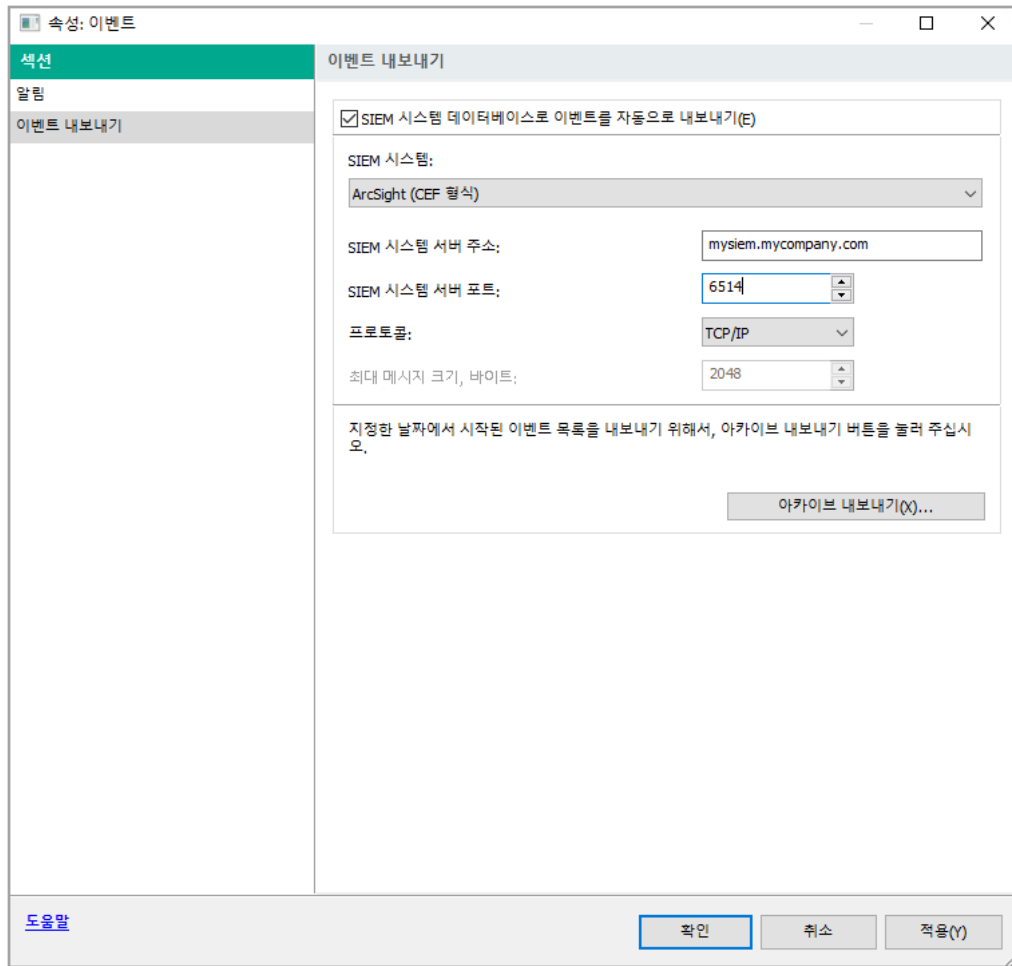 속성: 이벤트
섹션
알림
이벤트 내보내기
이벤트 내보내기
SIEM 시스템 데이터베이스로 이벤트를 자동으로 내보내기(E)
SIEM 시스템:
ArcSight (CEF 형식)
SIEM 시스템 서버 주소:
mysiem.mycompany.com
SIEM 시스템 서버 포트:
6514
프로토콜:
TCP/IP
최대 메시지 크기, 바이트:
2048
지정한 날짜에서 시작된 이벤트 목록을 내보내기 위해서, 아카이브 내보내기 버튼을 눌러 주십시
오.
아카이브 내보내기(X)...
도움말
확인
취소
적용(Y)